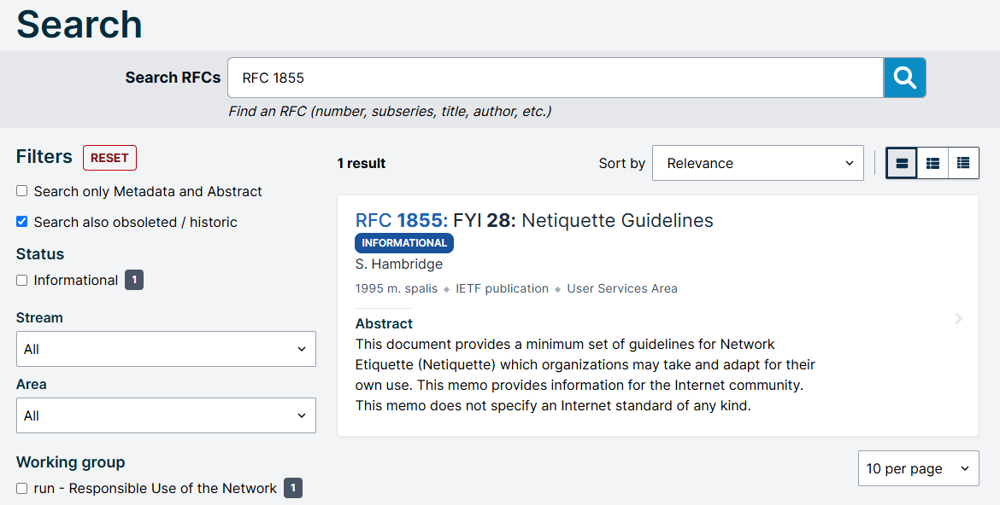 Search
Search RFCs
RFC 1855
Find an RFC (number, subseries, title, author, etc.)
Filters
RESET
Search only Metadata and Abstract
Search also obsoleted / historic
Status
Informational 1
Stream
All
Area
All
Working group
run - Responsible Use of the Network 1
1 result
Sort by
Relevance
RFC 1855: FYI 28: Netiquette Guidelines
INFORMATIONAL
S. Hambridge
1995 m. spalis ◆ IETF publication ◆ User Services Area
Abstract
This document provides a minimum set of guidelines for Network
Etiquette (Netiquette) which organizations may take and adapt for their
own use. This memo provides information for the Internet community.
This memo does not specify an Internet standard of any kind.
10 per page